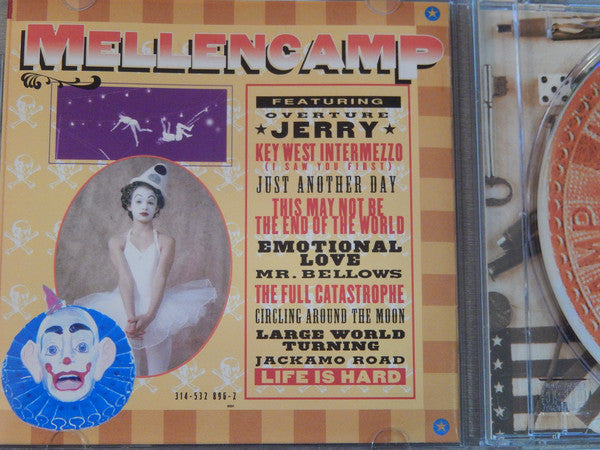 MELLENCAMP
FEATURING
OVERTURE
JERRY
KEY WEST INTERMEZZO
(I SAW YOU FIRST)
JUST ANOTHER DAY
THIS MAY NOT BE
THE END OF THE WORLD
EMOTIONAL
LOVE
MR. BELLOWS
THE FULL CATASTROPHE
CIRCLING AROUND THE MOON
LARGE WORLD
TURNING
JACKAMO ROAD
LIFE IS HARD
314-532 896-2